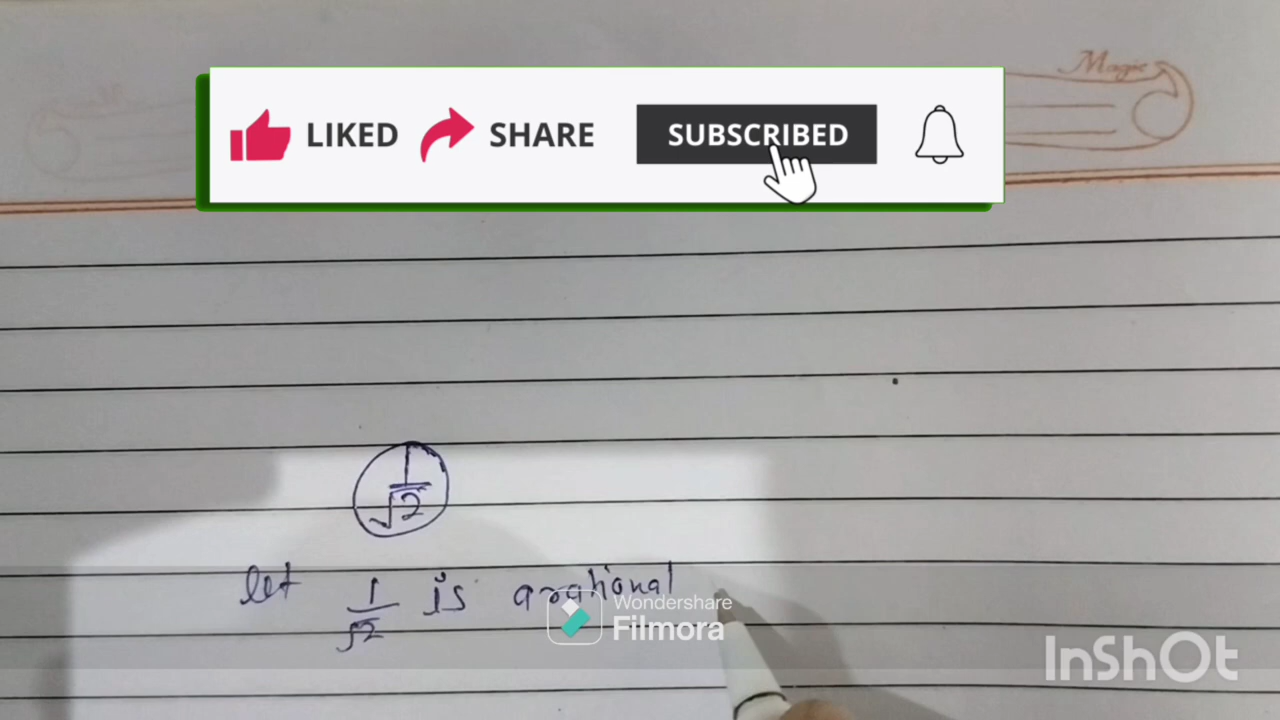 Magic
LIKED SHARE SUBSCRIBED
1
√2
let 1/√2 is a rational
Wondershare
Filmora
InShOt